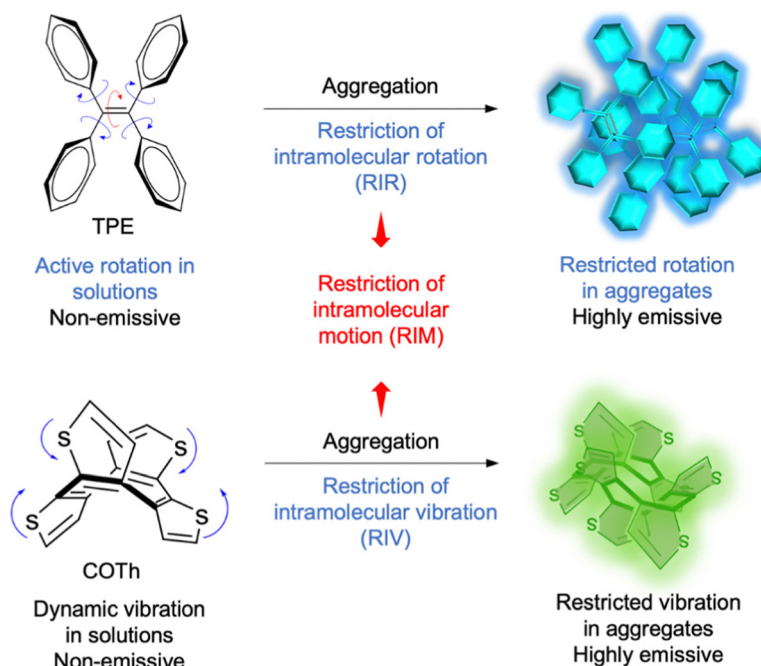 Aggregation
Restriction of
intramolecular rotation
(RIR)
TPE
Active rotation in
solutions
Non-emissive
Restricted rotation
in aggregates
Highly emissive
Restriction of
intramolecular
motion (RIM)
S
S
S
S
COTh
Dynamic vibration
in solutions
Non-emissive
Aggregation
Restriction of
intramolecular vibration
(RIV)
S
S
S
S
S
S
Restricted vibration
in aggregates
Highly emissive